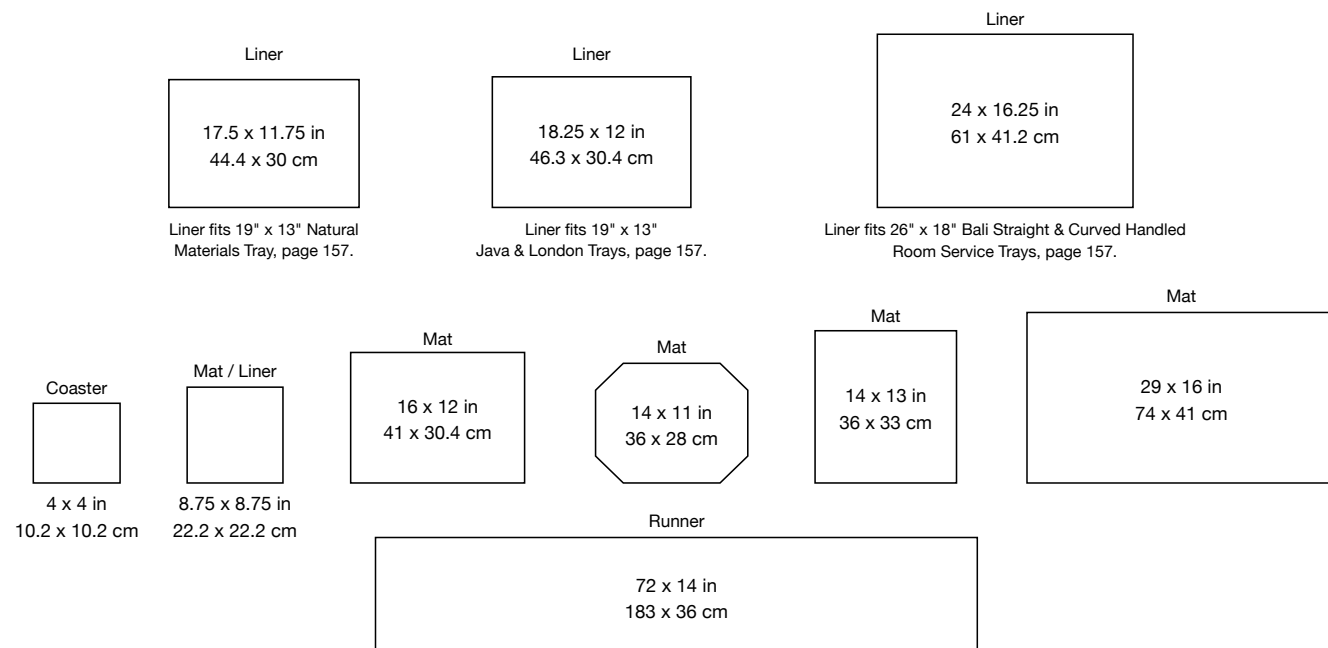 Liner
17.5 x 11.75 in
44.4 x 30 cm
Liner fits 19" x 13" Natural
Materials Tray, page 157.
Liner
18.25 x 12 in
46.3 x 30.4 cm
Liner fits 19" x 13"
Java & London Trays, page 157.
Liner
24 x 16.25 in
61 x 41.2 cm
Liner fits 26" x 18" Bali Straight & Curved Handled
Room Service Trays, page 157.
Coaster
4 x 4 in
10.2 x 10.2 cm
Mat / Liner
8.75 x 8.75 in
22.2 x 22.2 cm
Mat
16 x 12 in
41 x 30.4 cm
Mat
14 x 11 in
36 x 28 cm
Mat
14 x 13 in
36 x 33 cm
Mat
29 x 16 in
74 x 41 cm
Runner
72 x 14 in
183 x 36 cm